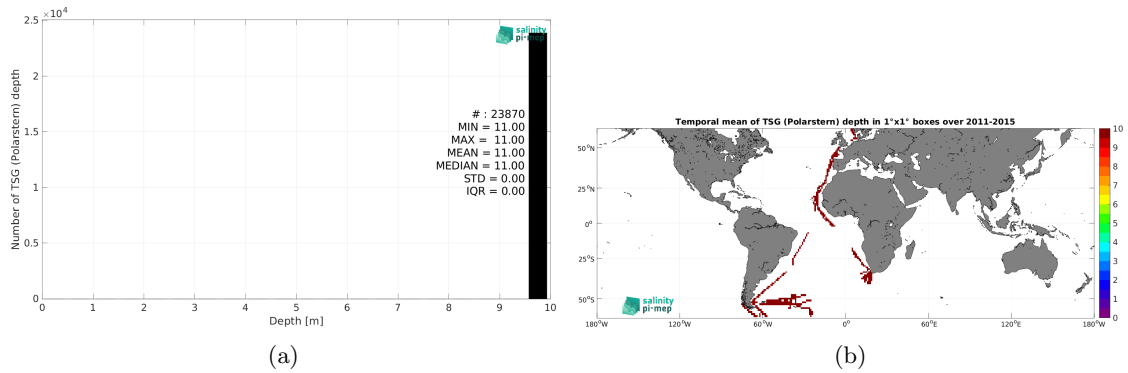 ×10⁴
2.5
2
1.5
1
0.5
0
Number of TSG (Polarstern) depth
salinity
pi-mep
# : 23870
MIN = 11.00
MAX = 11.00
MEAN = 11.00
MEDIAN = 11.00
STD = 0.00
IQR = 0.00
0 1 2 3 4 5 6 7 8 9 10
Depth [m]
(a)
Temporal mean of TSG (Polarstern) depth in 1°x1° boxes over 2011-2015
50°N
25°N
0°
25°S
50°S
salinity
pi-mep
180°W 120°W 60°W 0° 60°E 120°E 180°W
10
9
8
7
6
5
4
3
2
1
0
(b)